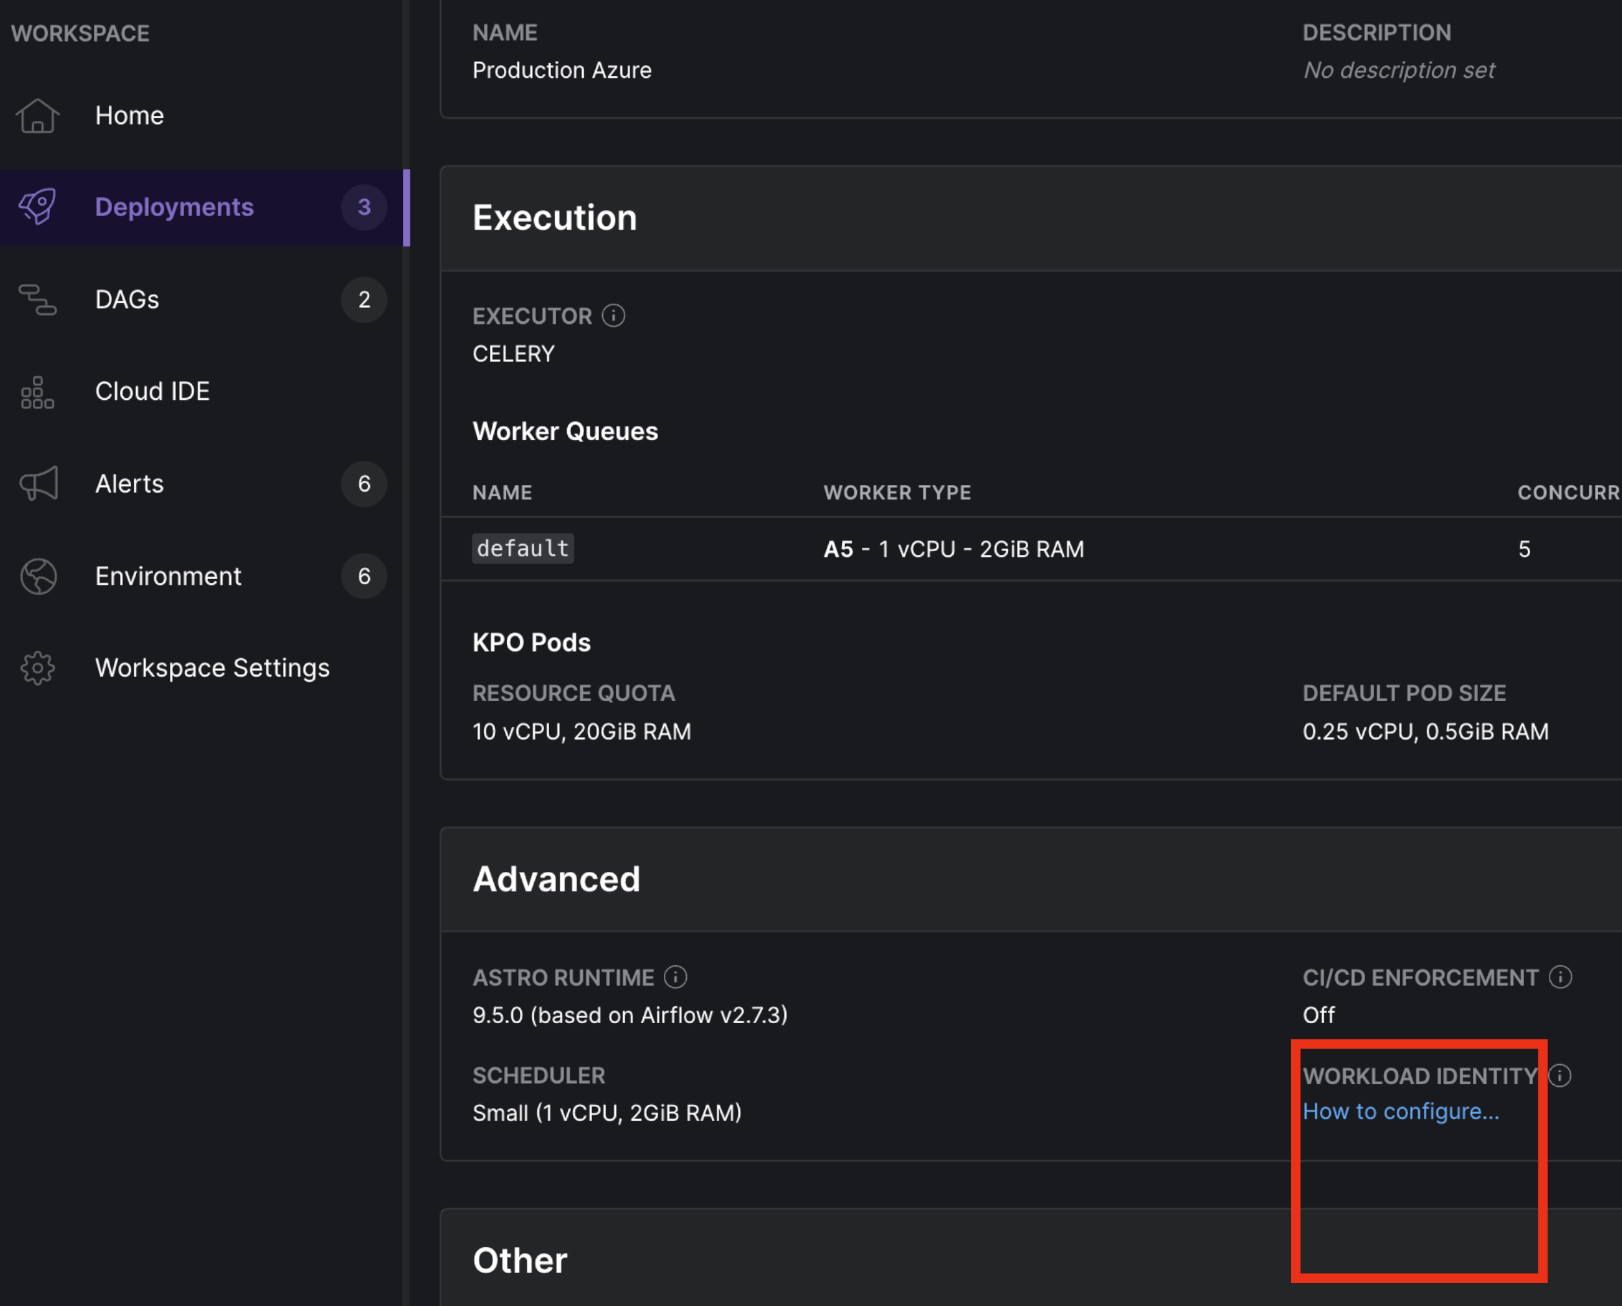 WORKSPACE
Home
Deployments 3
DAGs 2
Cloud IDE
Alerts 6
Environment 6
Workspace Settings
NAME DESCRIPTION
Production Azure No description set
Execution
EXECUTOR
CELERY
Worker Queues
NAME WORKER TYPE CONCURR
default A5 - 1 vCPU - 2GiB RAM 5
KPO Pods
RESOURCE QUOTA DEFAULT POD SIZE
10 vCPU, 20GiB RAM 0.25 vCPU, 0.5GiB RAM
Advanced
ASTRO RUNTIME CI/CD ENFORCEMENT
9.5.0 (based on Airflow v2.7.3) Off
SCHEDULER WORKLOAD IDENTITY
Small (1 vCPU, 2GiB RAM) How to configure...
Other